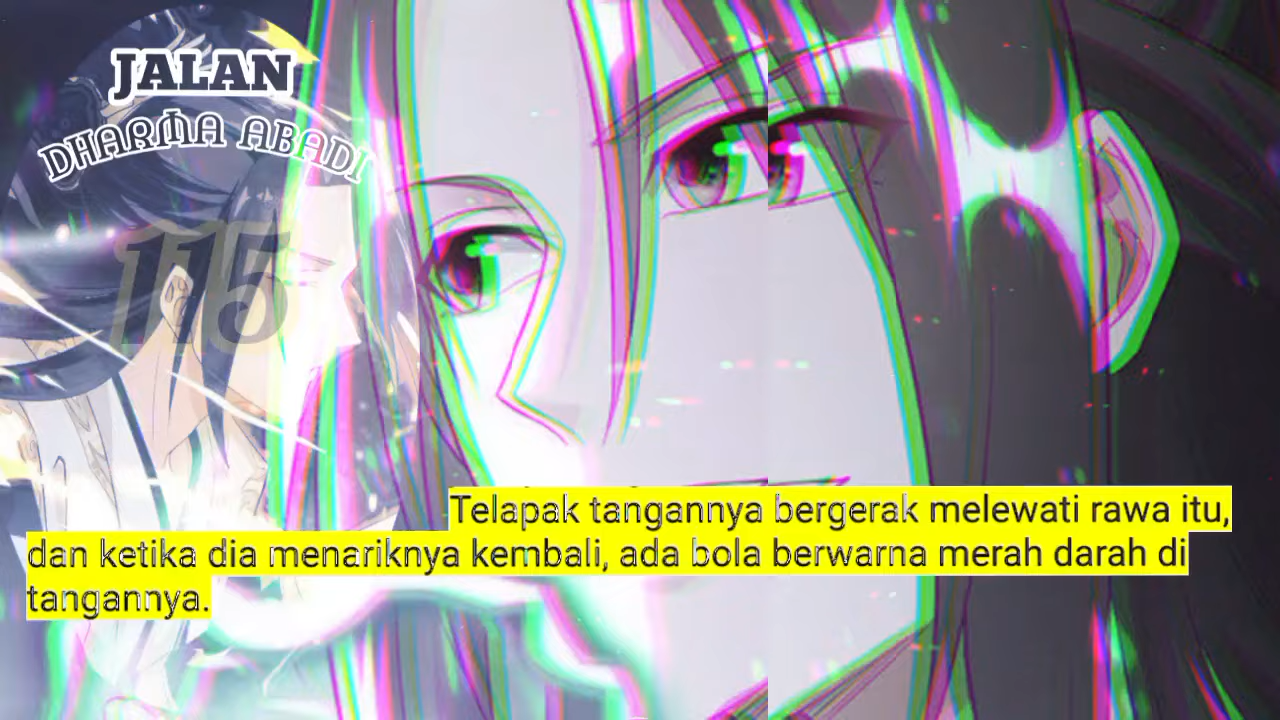 JALAN
DHARMA ABADI
115
Telapak tangannya bergerak melewati rawa itu,
dan ketika dia menariknya kembali, ada bola berwarna merah darah di
tangannya.